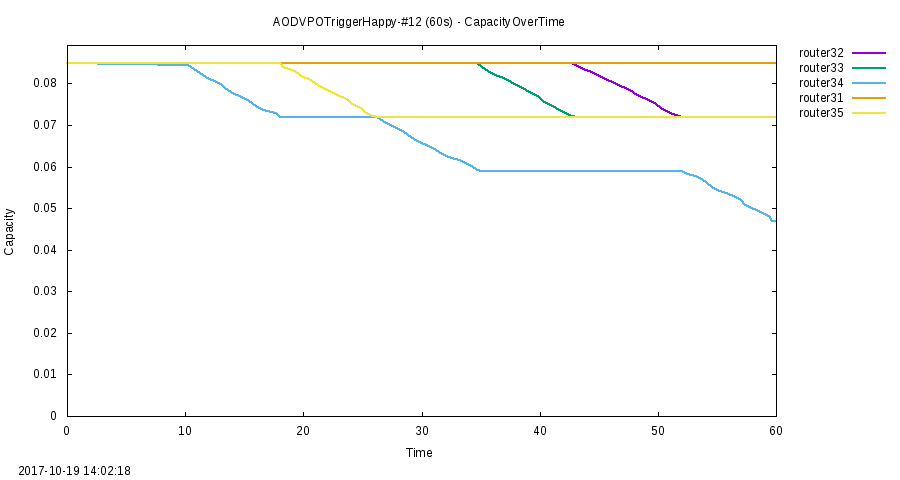 AODVPOTriggerHappy-#12 (60s) - CapacityOverTime
router32
router33
router34
router31
router35
0.08
0.07
0.06
0.05
0.04
0.03
0.02
0.01
0
Capacity
0 10 20 30 40 50 60
Time
2017-10-19 14:02:18